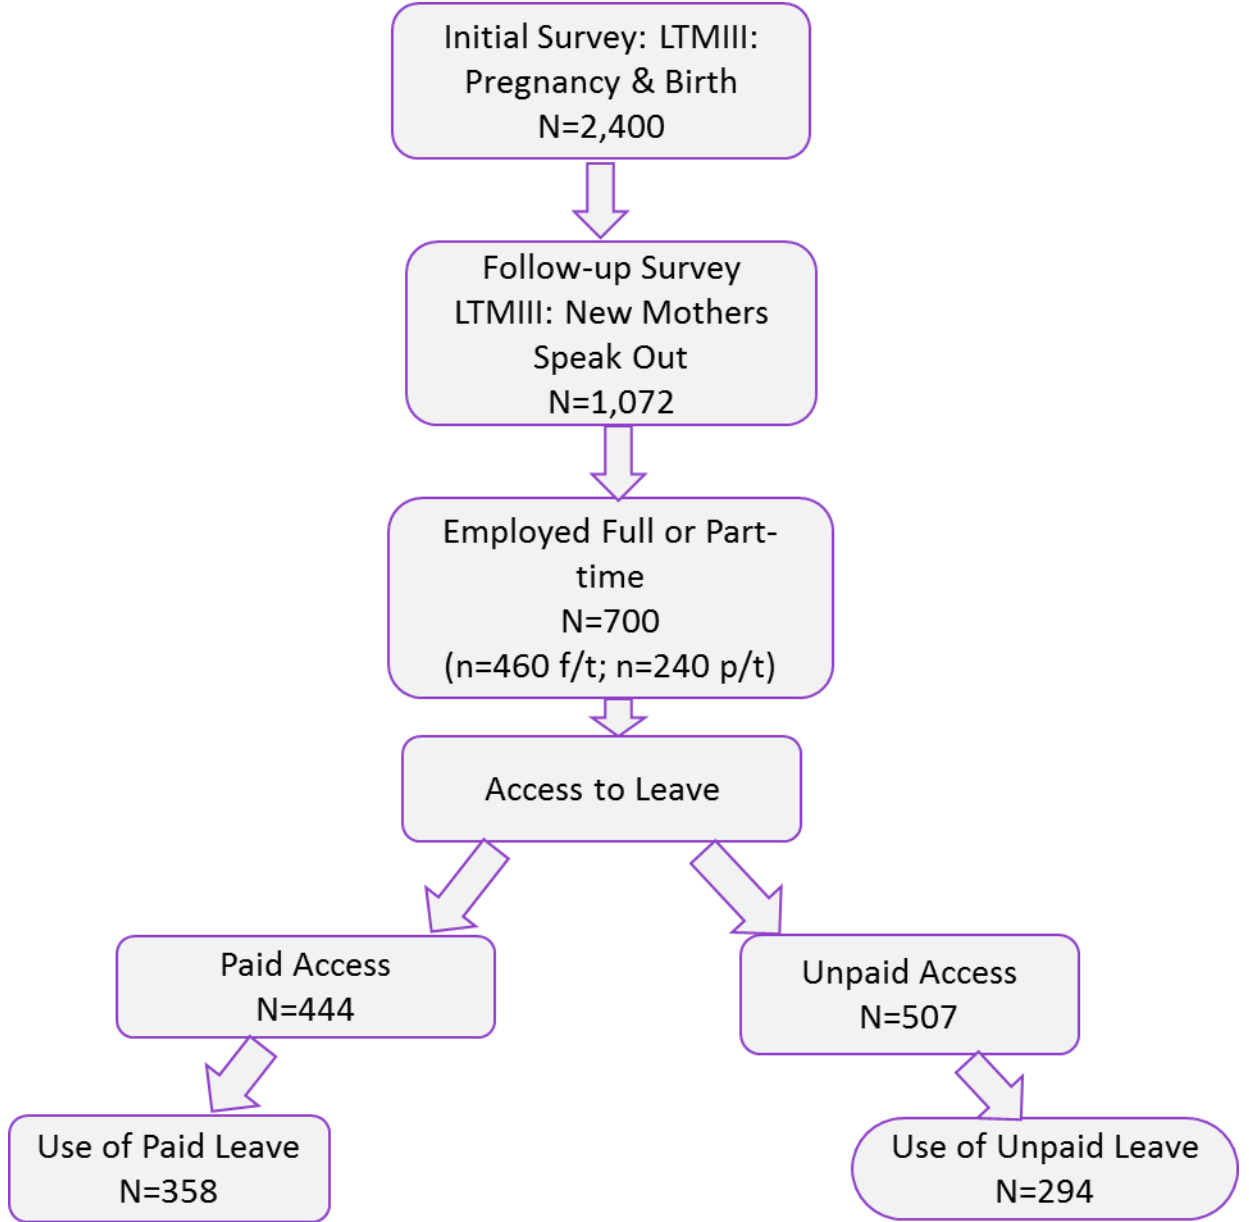 Initial Survey: LTMIII:
Pregnancy & Birth
N=2,400
Follow-up Survey
LTMIII: New Mothers
Speak Out
N=1,072
Employed Full or Part-
time
N=700
(n=460 f/t; n=240 p/t)
Access to Leave
Paid Access
N=444
Unpaid Access
N=507
Use of Paid Leave
N=358
Use of Unpaid Leave
N=294